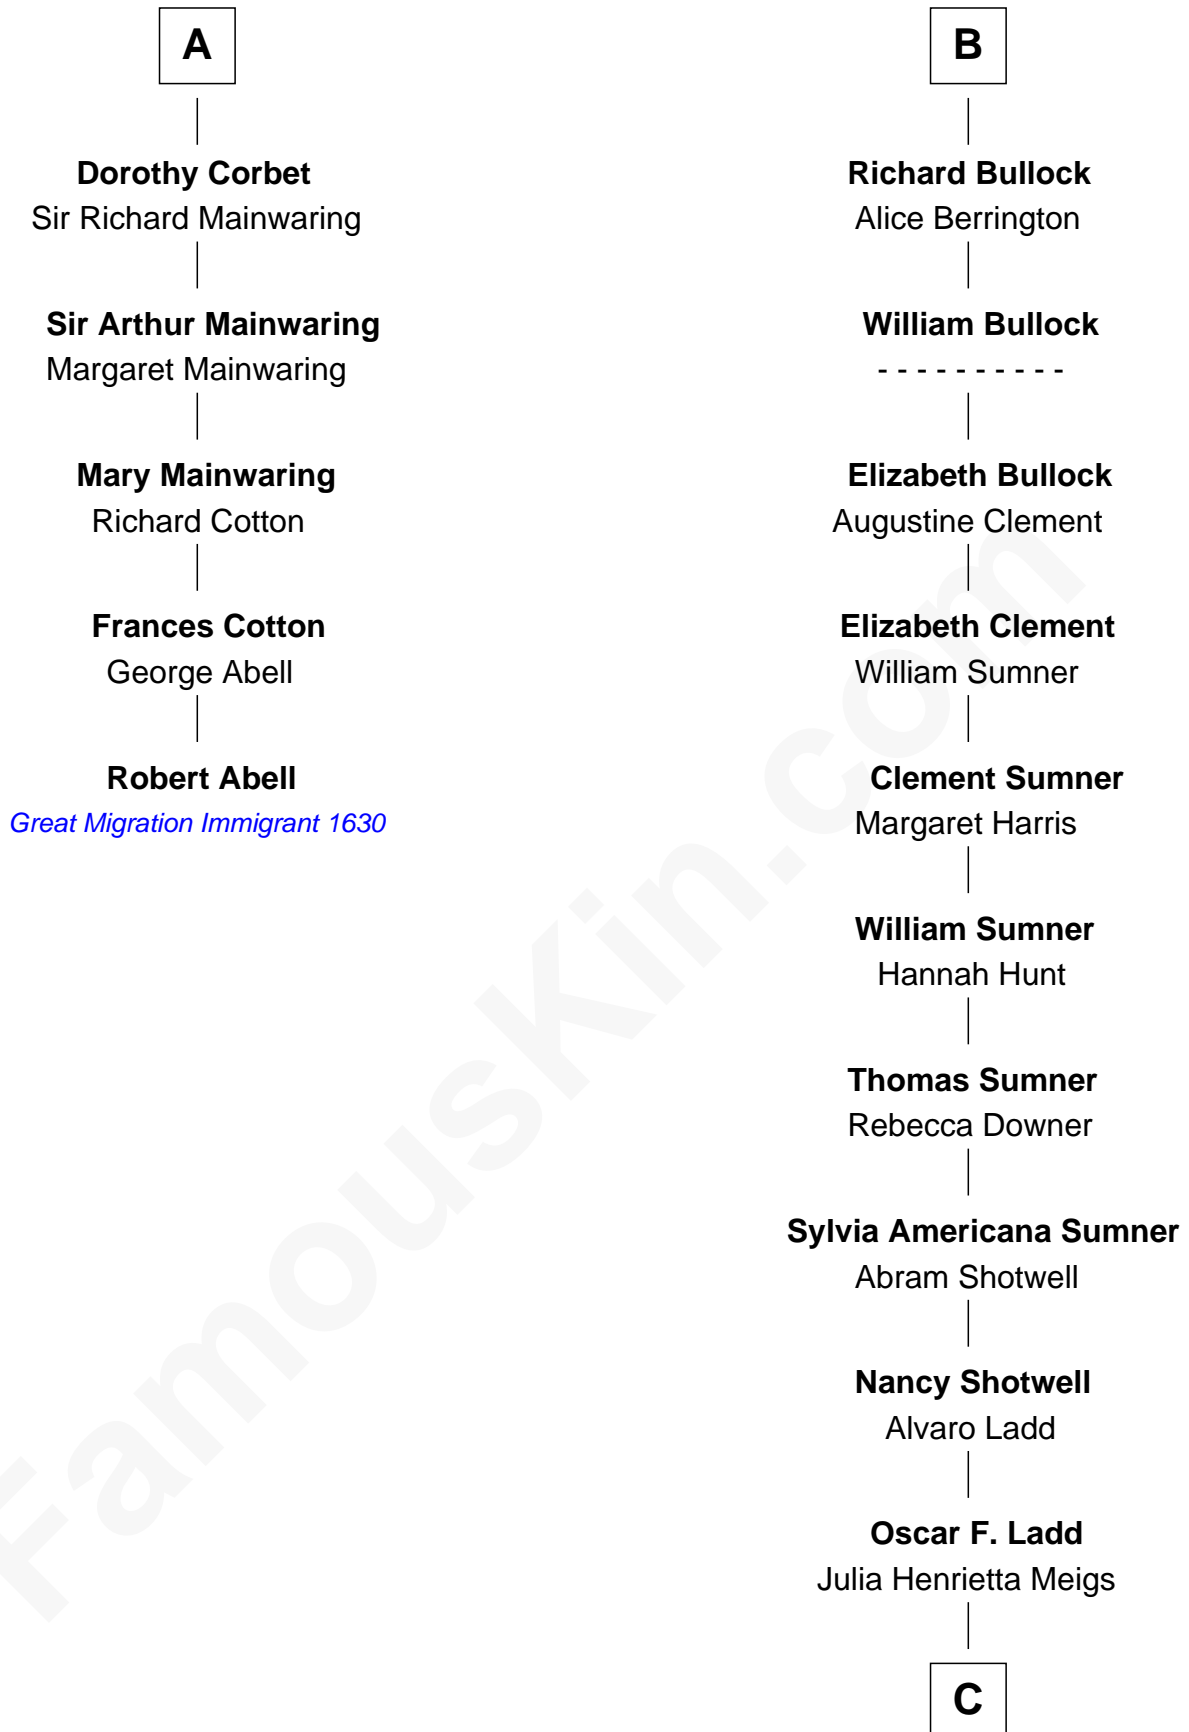 A
Dorothy Corbet
Sir Richard Mainwaring
Sir Arthur Mainwaring
Margaret Mainwaring
Mary Mainwaring
Richard Cotton
Frances Cotton
George Abell
Robert Abell
Great Migration Immigrant 1630
B
Richard Bullock
Alice Berrington
William Bullock
- - - - - - - - - -
Elizabeth Bullock
Augustine Clement
Elizabeth Clement
William Sumner
Clement Sumner
Margaret Harris
William Sumner
Hannah Hunt
Thomas Sumner
Rebecca Downer
Sylvia Americana Sumner
Abram Shotwell
Nancy Shotwell
Alvaro Ladd
Oscar F. Ladd
Julia Henrietta Meigs
C
FamousKin.com